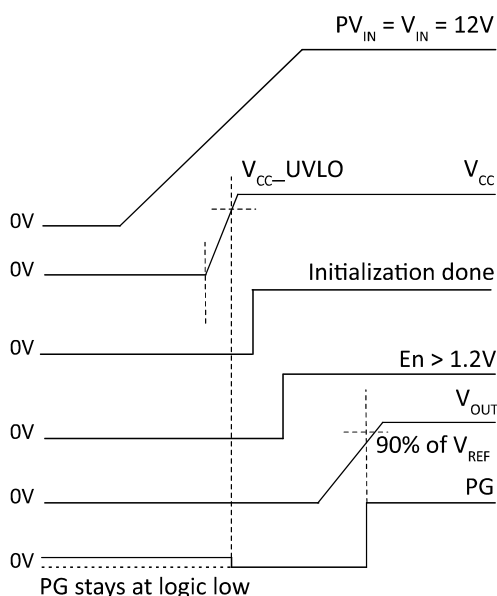 PV_IN = V_IN = 12V
V_CC_UVLO
V_CC
0V
0V
Initialization done
0V
En > 1.2V
V_OUT
0V
90% of V_REF
PG
0V
0V
PG stays at logic low